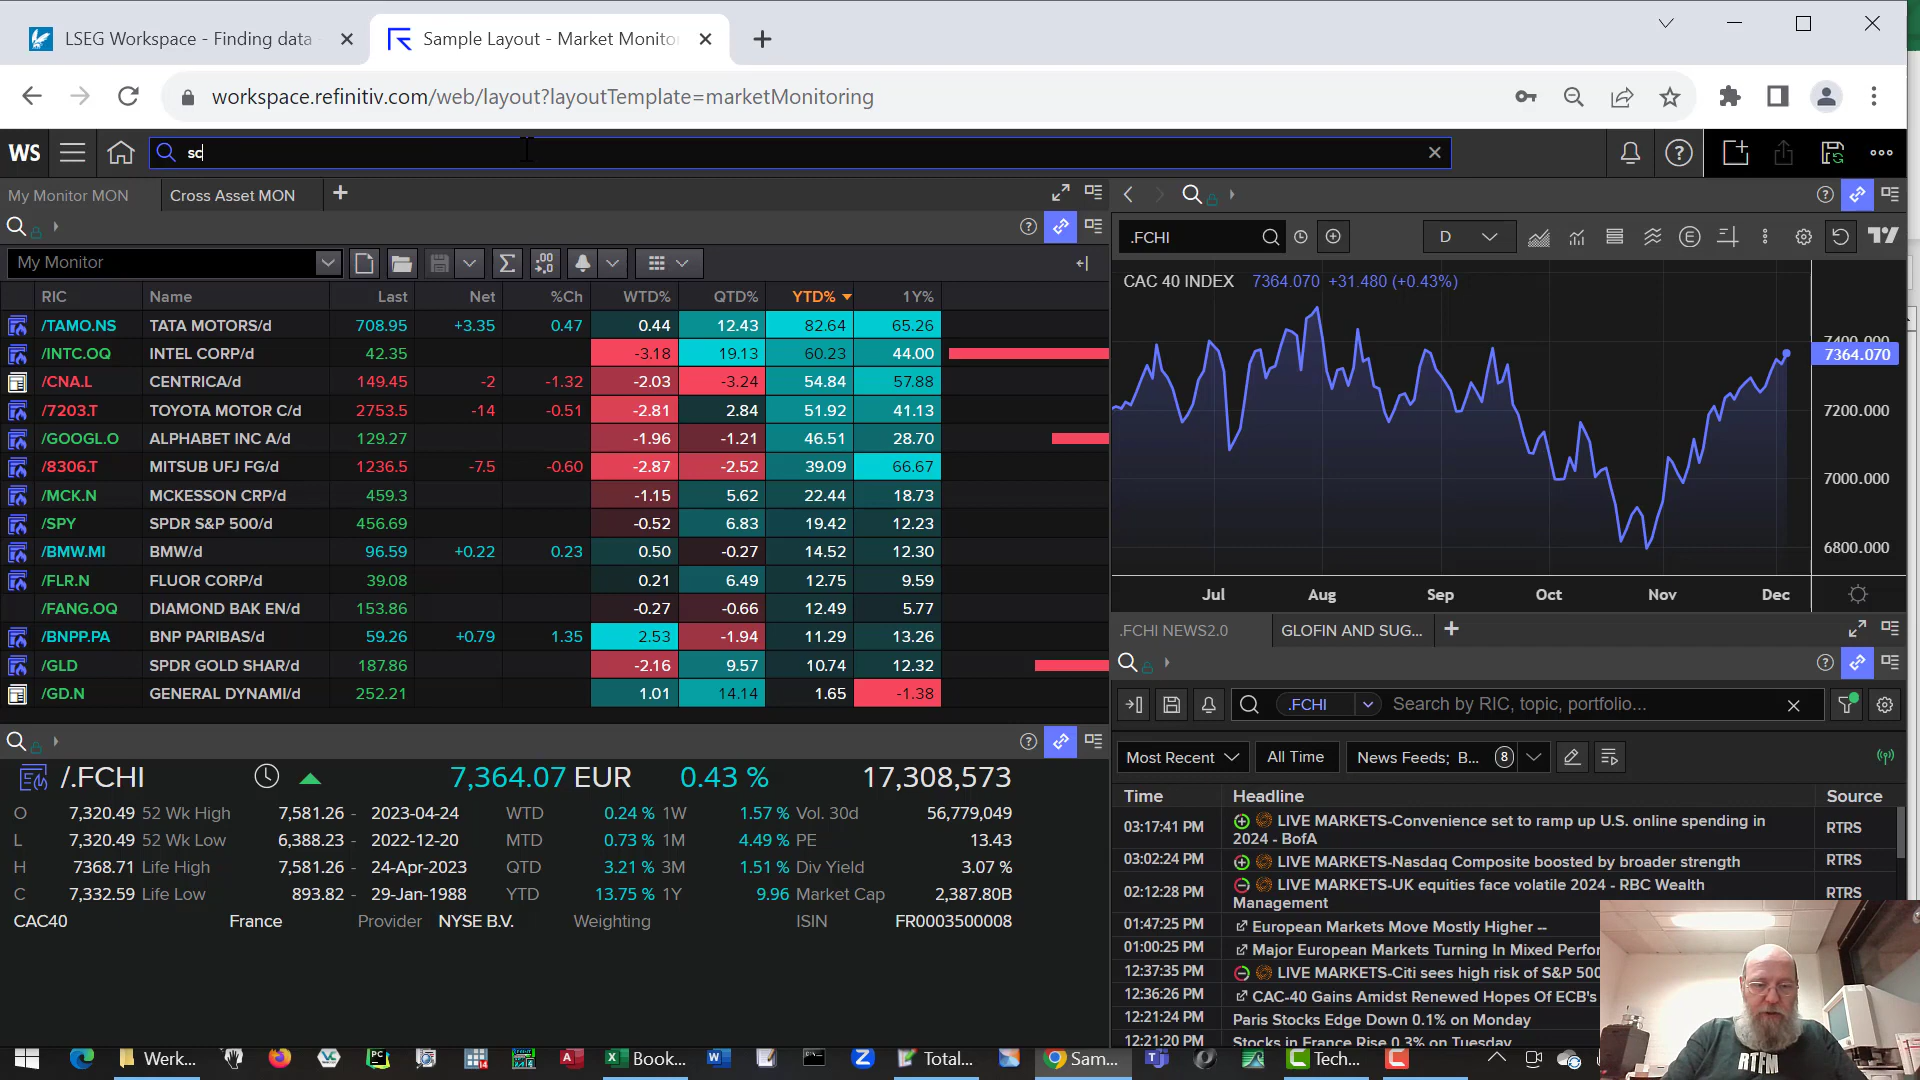 LSEG Workspace - Finding data
Sample Layout - Market Monito
workspace.refinitiv.com/web/layout?layoutTemplate=marketMonitoring
WS
sc
My Monitor MON
Cross Asset MON
My Monitor
RIC Name Last Net %Ch WTD% QTD% YTD% 1Y%
/TAMO.NS TATA MOTORS/d 708.95 +3.35 0.47 0.44 12.43 82.64 65.26
/INTC.OQ INTEL CORP/d 42.35 -3.18 19.13 60.23 44.00
/CNA.L CENTRICA/d 149.45 -2 -1.32 -2.03 -3.24 54.84 57.88
/7203.T TOYOTA MOTOR C/d 2753.5 -14 -0.51 -2.81 2.84 51.92 41.13
/GOOGL.O ALPHABET INC A/d 129.27 -1.96 -1.21 46.51 28.70
/8306.T MITSUB UFJ FG/d 1236.5 -7.5 -0.60 -2.87 -2.52 39.09 66.67
/MCK.N MCKESSON CRP/d 459.3 -1.15 5.62 22.44 18.73
/SPY SPDR S&P 500/d 456.69 -0.52 6.83 19.42 12.23
/BMW.MI BMW/d 96.59 +0.22 0.23 0.50 -0.27 14.52 12.30
/FLR.N FLUOR CORP/d 39.08 0.21 6.49 12.75 9.59
/FANG.OQ DIAMOND BAK EN/d 153.86 -0.27 -0.66 12.49 5.77
/BNPP.PA BNP PARIBAS/d 59.26 +0.79 1.35 2.53 -1.94 11.29 13.26
/GLD SPDR GOLD SHAR/d 187.86 -2.16 9.57 10.74 12.32
/GD.N GENERAL DYNAMI/d 252.21 1.01 14.14 1.65 -1.38
/.FCHI 7,364.07 EUR 0.43 % 17,308,573
O 7,320.49 52 Wk High 7,581.26 - 2023-04-24 WTD 0.24 % 1W 1.57 % Vol. 30d 56,779,049
L 7,320.49 52 Wk Low 6,388.23 - 2022-12-20 MTD 0.73 % 1M 4.49 % PE 13.43
H 7368.71 Life High 7,581.26 - 24-Apr-2023 QTD 3.21 % 3M 1.51 % Div Yield 3.07 %
C 7,332.59 Life Low 893.82 - 29-Jan-1988 YTD 13.75 % 1Y 9.96 Market Cap 2,387.80B
CAC40 France Provider NYSE B.V. Weighting ISIN FR0003500008
.FCHI D
CAC 40 INDEX 7364.070 +31.480 (+0.43%)
7400.000
7364.070
7200.000
7000.000
6800.000
Jul Aug Sep Oct Nov Dec
.FCHI NEWS2.0
GLOFIN AND SUG...
.FCHI Search by RIC, topic, portfolio...
Most Recent All Time News Feeds; B... 8
Time Headline Source
03:17:41 PM LIVE MARKETS-Convenience set to ramp up U.S. online spending in RTRS
2024 - BofA
03:02:24 PM LIVE MARKETS-Nasdaq Composite boosted by broader strength RTRS
02:12:28 PM LIVE MARKETS-UK equities face volatile 2024 - RBC Wealth RTRS
Management
01:47:25 PM European Markets Move Mostly Higher --
01:00:25 PM Major European Markets Turning In Mixed Perfor
12:37:35 PM LIVE MARKETS-Citi sees high risk of S&P 500
12:36:26 PM CAC-40 Gains Amidst Renewed Hopes Of ECB's
12:21:24 PM Paris Stocks Edge Down 0.1% on Monday
12:21:20 PM Stocks in France Rise 0.3% on Tuesday
RTFM
Werk... Book... Total... Sam... Tech...